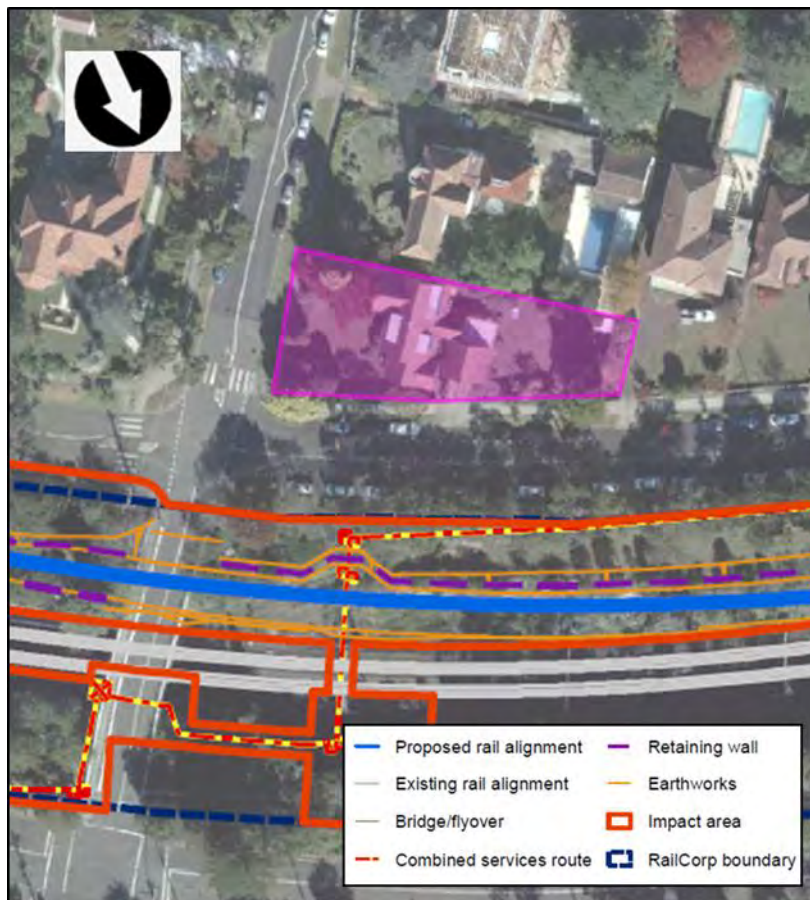 Proposed rail alignment
Retaining wall
Existing rail alignment
Earthworks
Bridge/flyover
Impact area
Combined services route
RailCorp boundary